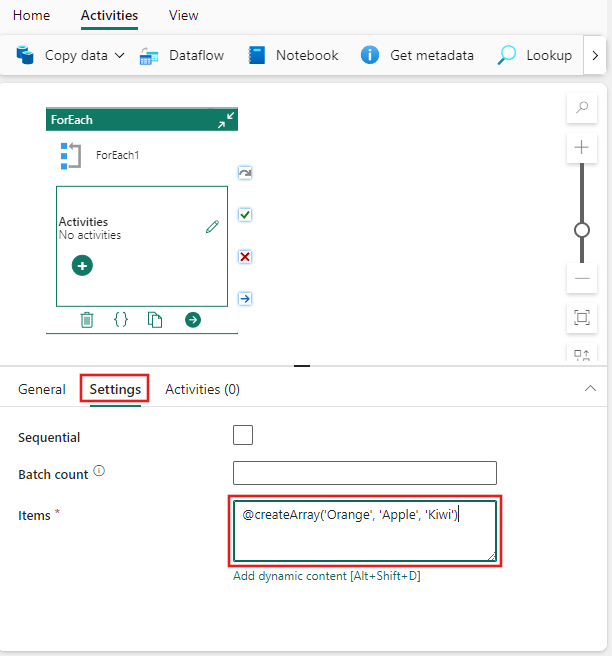 Home Activities View
Copy data Dataflow Notebook Get metadata Lookup
ForEach
ForEach1
Activities
No activities
General Settings Activities (0)
Sequential
Batch count
Items *
@createArray('Orange', 'Apple', 'Kiwi')
Add dynamic content [Alt+Shift+D]